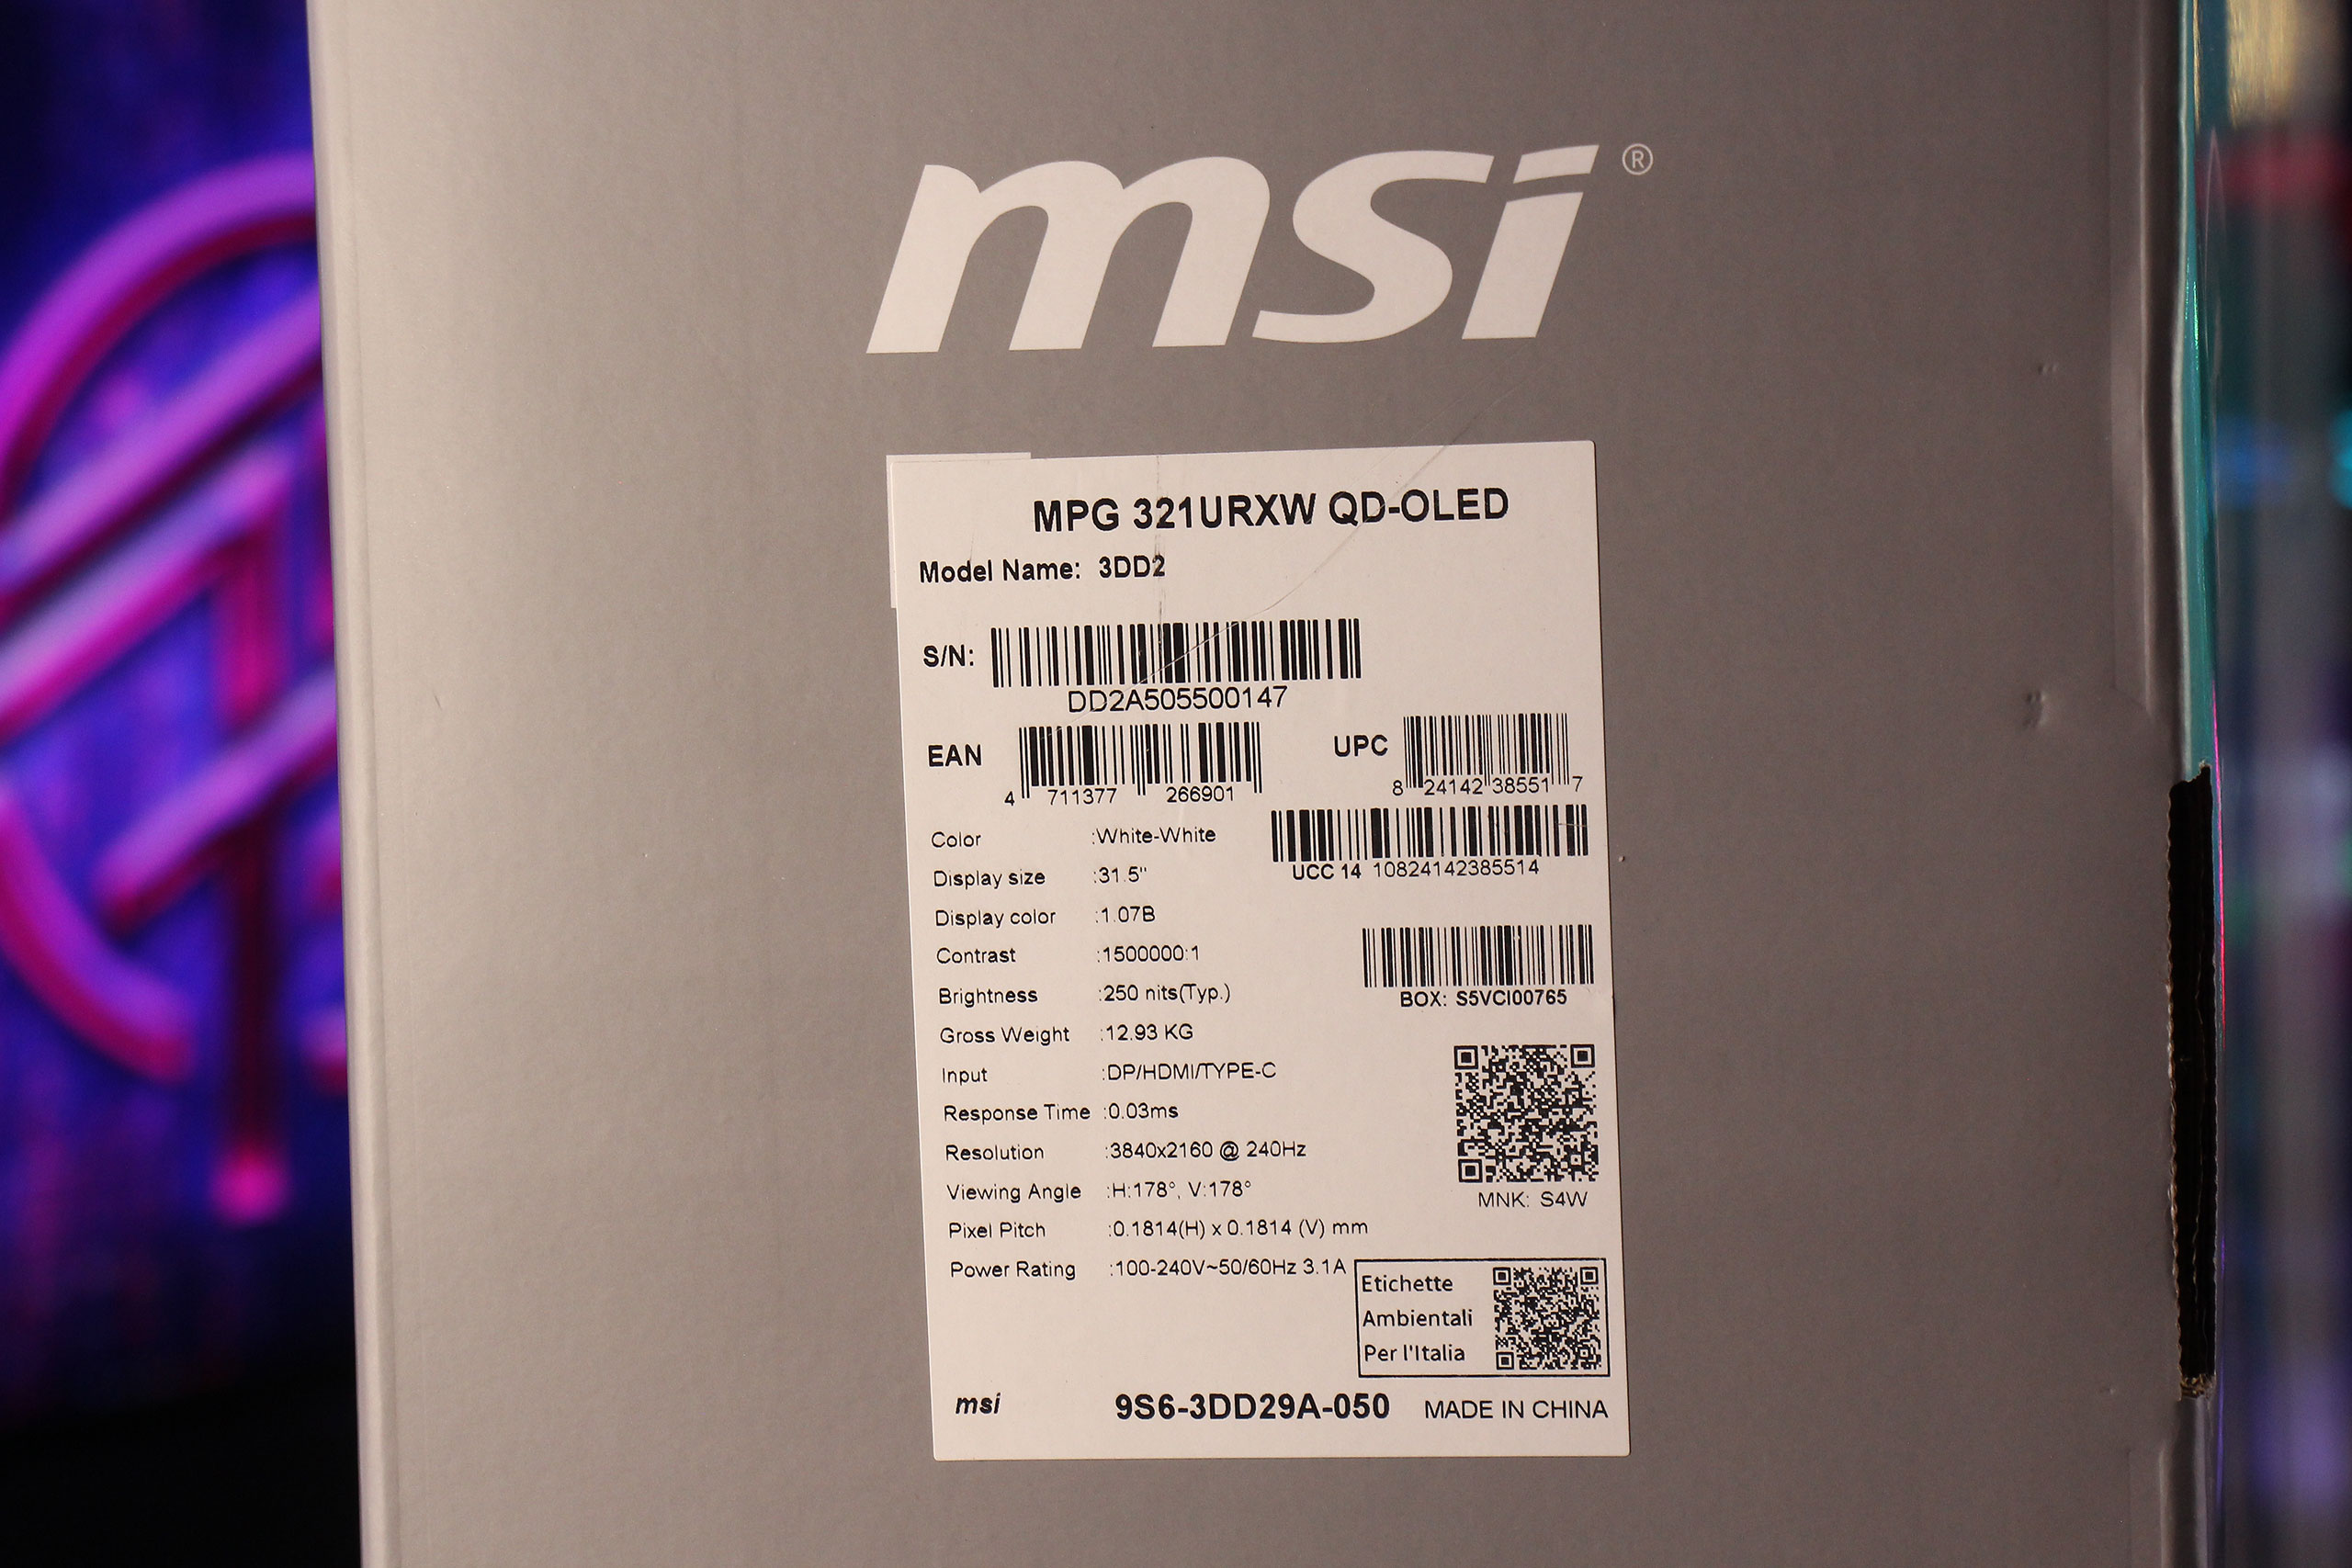 msi®
MPG 321URXW QD-OLED
Model Name: 3DD2
S/N:
DD2A505500147
EAN
4 711377 266901
UPC
8 24142 38551 7
UCC 14 10824142385514
Color :White-White
Display size :31.5"
Display color :1.07B
Contrast :1500000:1
BOX: S5VCI00765
Brightness :250 nits(Typ.)
Gross Weight :12.93 KG
Input :DP/HDMI/TYPE-C
Response Time :0.03ms
Resolution :3840x2160 @ 240Hz
Viewing Angle :H:178°, V:178°
MNK: S4W
Pixel Pitch :0.1814(H) x 0.1814 (V) mm
Power Rating :100-240V~50/60Hz 3.1A
Etichette
Ambientali
Per l'Italia
msi 9S6-3DD29A-050 MADE IN CHINA